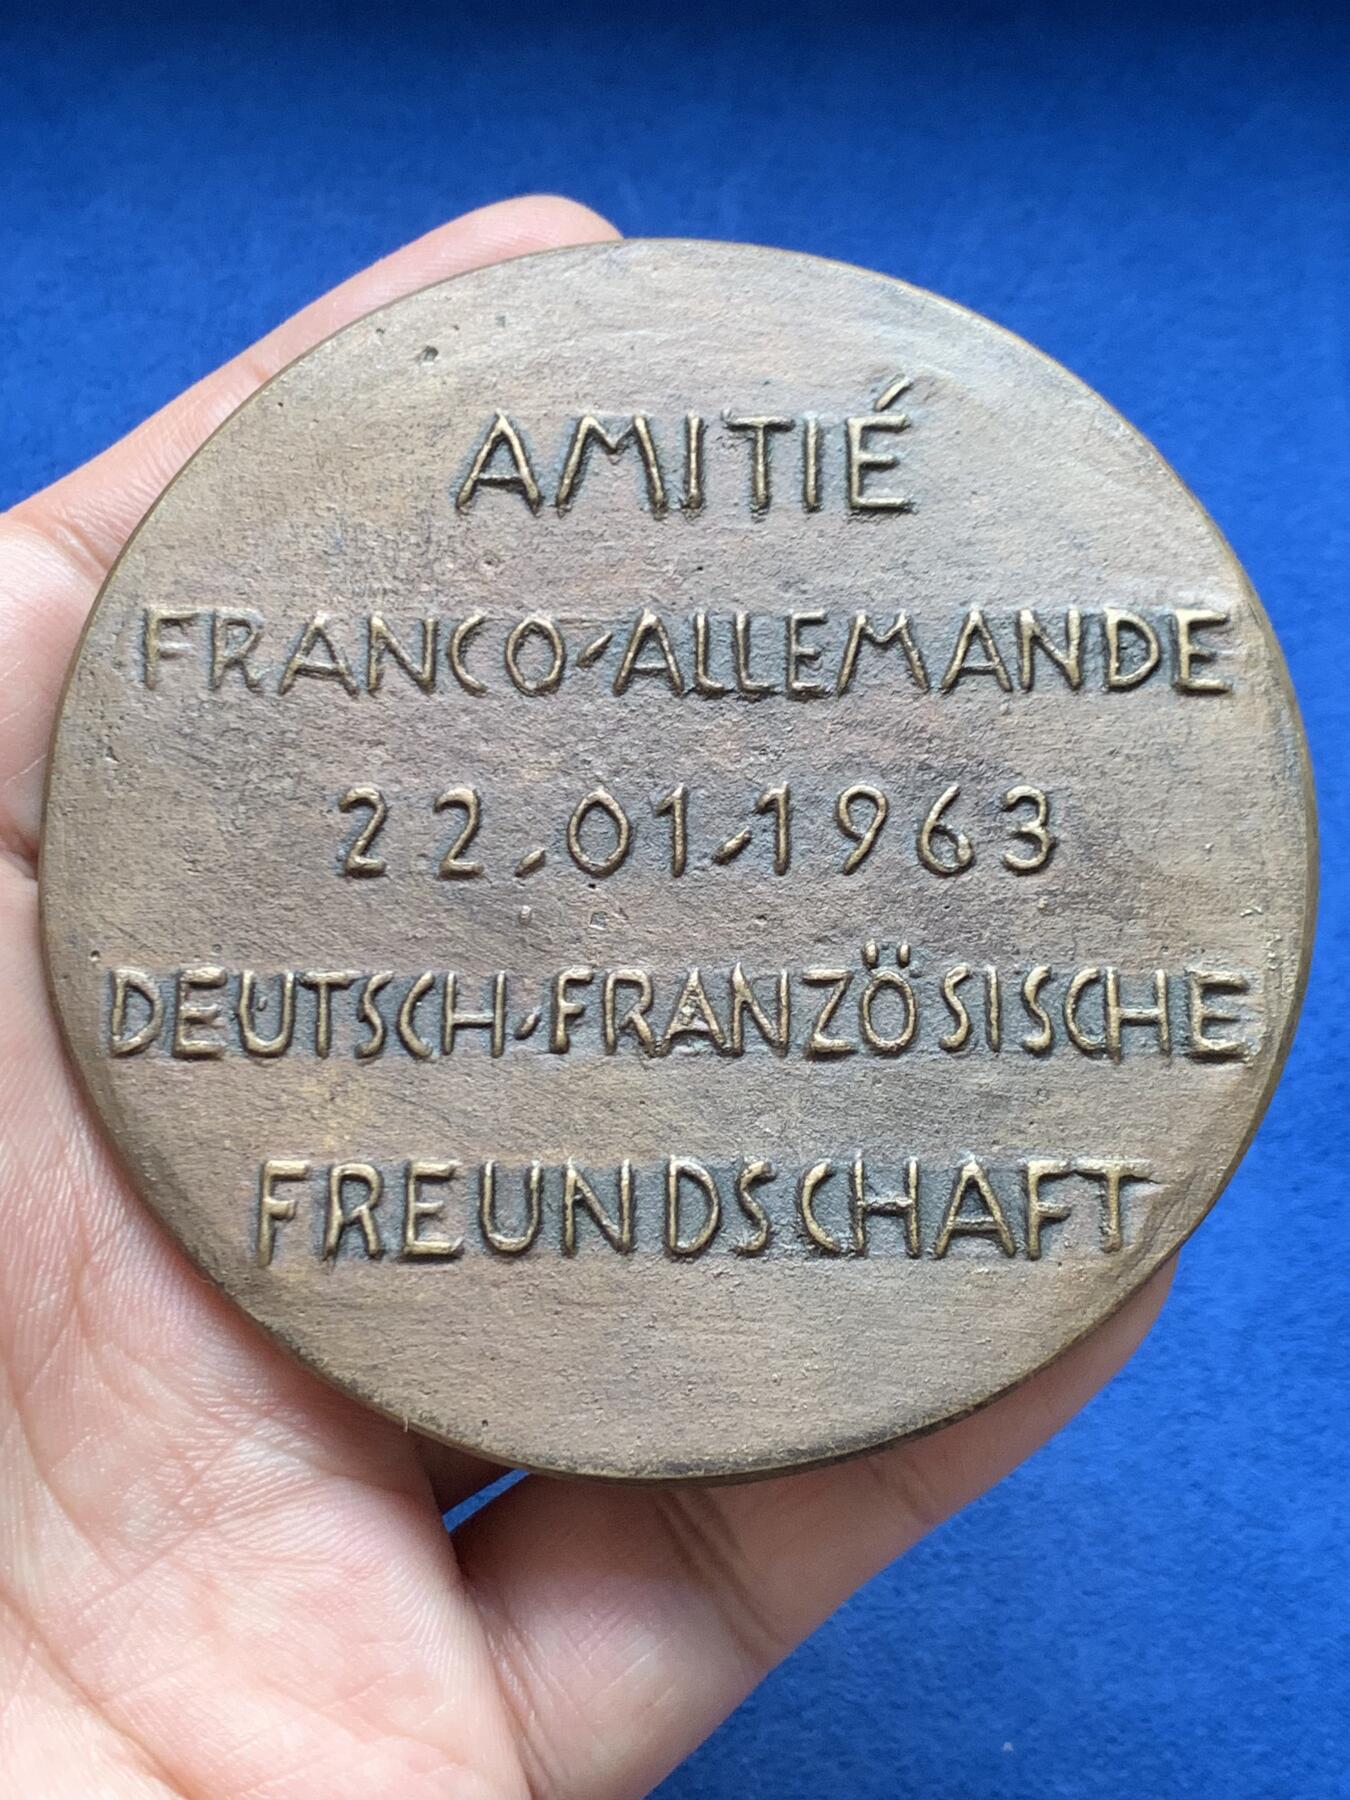 AMITIÉ
FRANCO-ALLEMANDE
22.01.1963
DEUTSCH-FRANZÖSISCHE
FREUNDSCHAFT